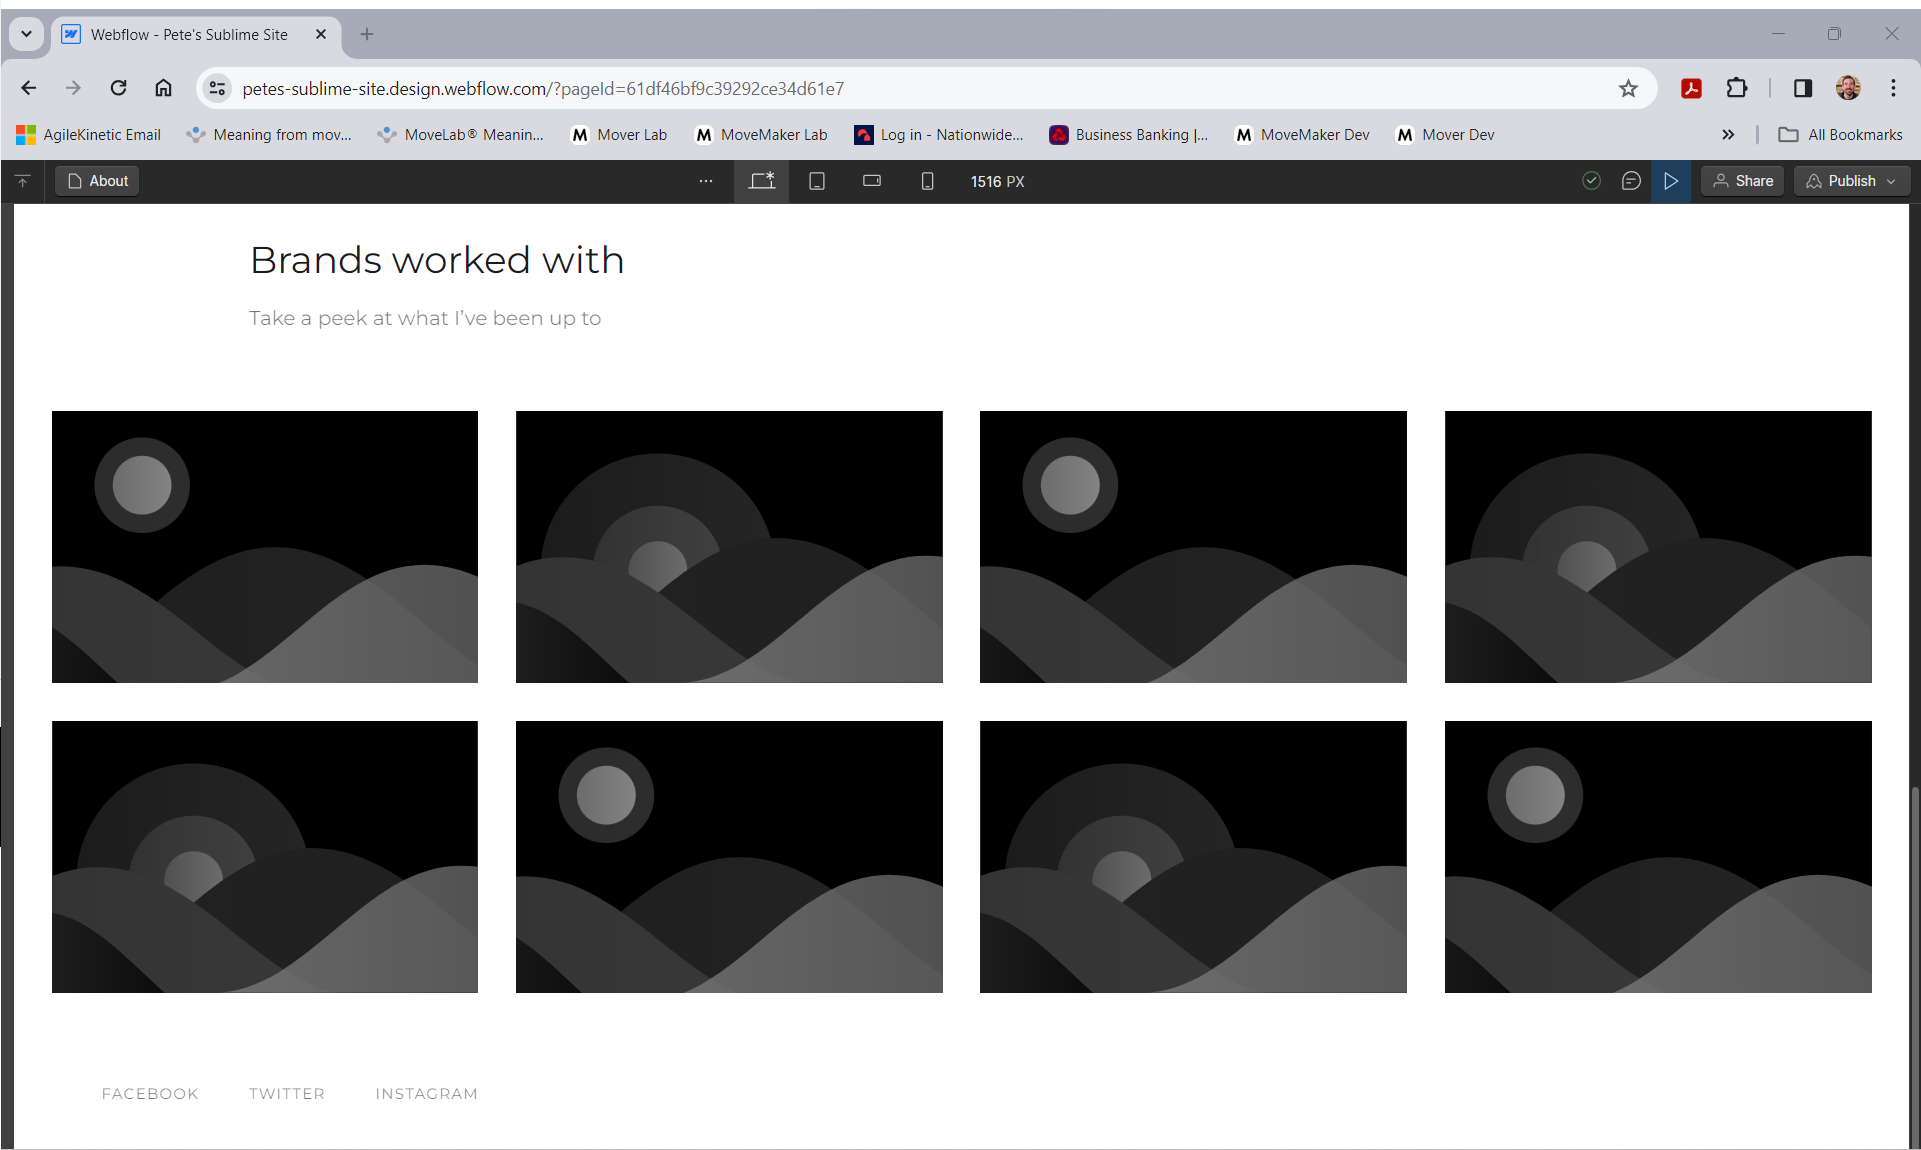 Webflow - Pete's Sublime Site
petes-sublime-site.design.webflow.com/?pageId=61df46bf9c39292ce34d61e7
AgileKinetic Email Meaning from mov... MoveLab® Meanin... M Mover Lab M MoveMaker Lab Log in - Nationwide... Business Banking |... M MoveMaker Dev M Mover Dev All Bookmarks
About ... 1516 PX Share Publish
Brands worked with
Take a peek at what I've been up to
FACEBOOK TWITTER INSTAGRAM